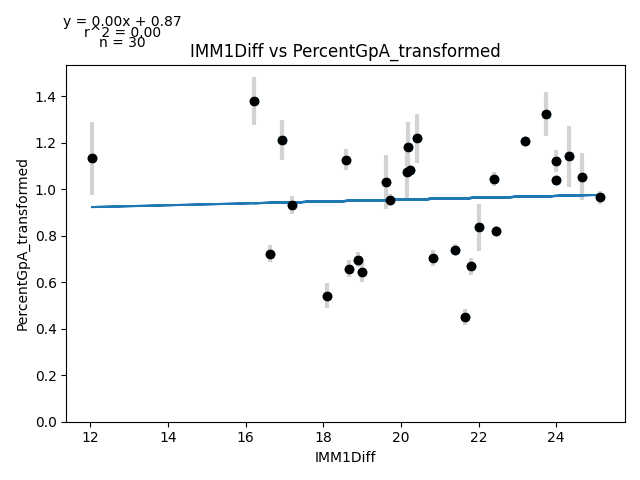 y = 0.00x + 0.87
r^2 = 0.00
n = 30
IMM1Diff vs PercentGpA_transformed
PercentGpA_transformed
1.4
1.2
1.0
0.8
0.6
0.4
0.2
0.0
12 14 16 18 20 22 24
IMM1Diff